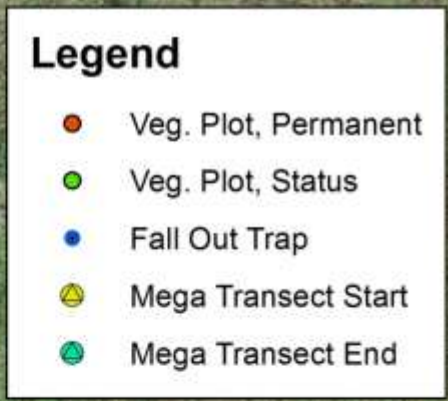 Legend
Veg. Plot, Permanent
Veg. Plot, Status
Fall Out Trap
Mega Transect Start
Mega Transect End